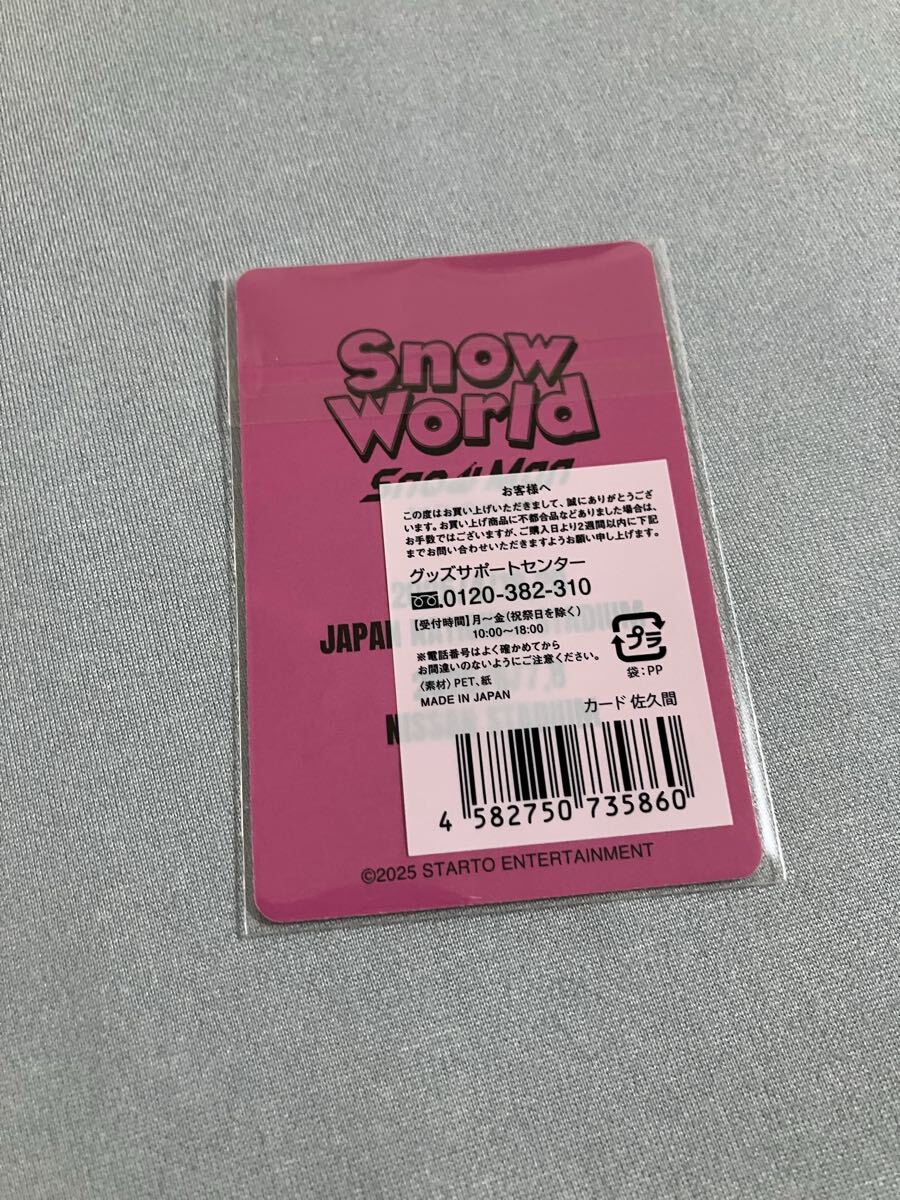 Snow
World
Snow Man
お客様へ
この度はお買い上げいただきまして、誠にありがとうござ
います。お買い上げ商品に不都合品などありました場合は、
お手数ではございますが、ご購入日より2週間以内に下記
までお問い合わせいただきますようお願い申し上げます。
グッズサポートセンター
0120-382-310
【受付時間】月～金(祝祭日を除く)
10:00～18:00
※電話番号はよく確かめてから
お間違いのないようにご注意ください。
〈素材〉PET、紙
MADE IN JAPAN
プラ
袋:PP
カード 佐久間
JAPAN STADIUM
NISSAN STADIUM
4 582750 735860
©2025 STARTO ENTERTAINMENT